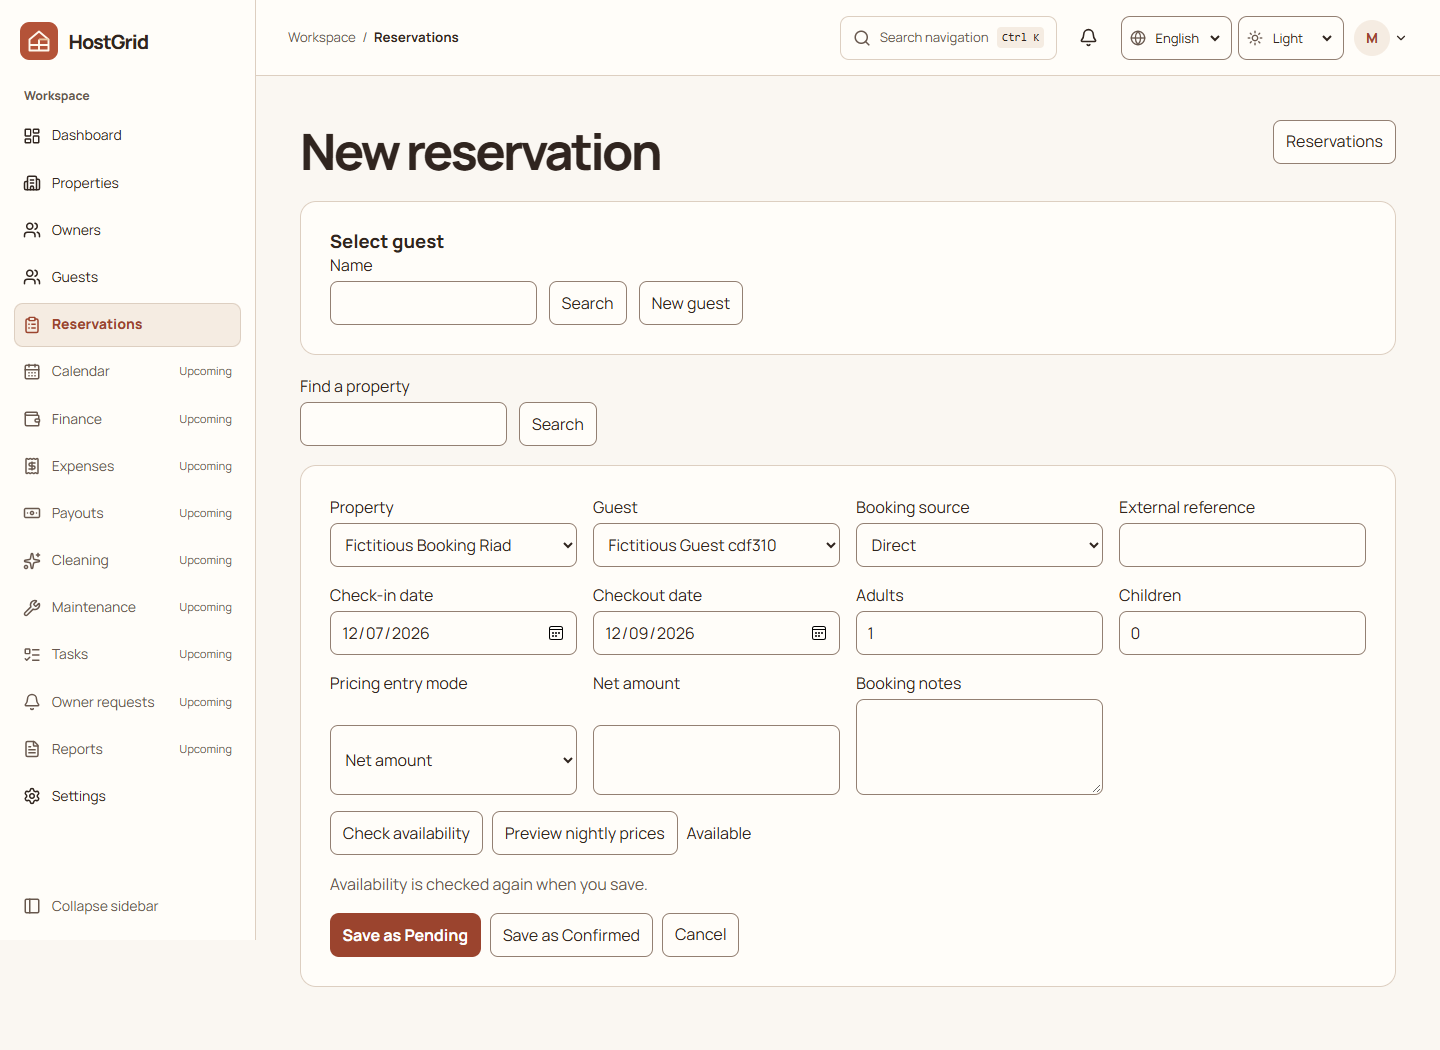 HostGrid
Workspace / Reservations
Search navigation Ctrl K
English
Light
M
Workspace
Dashboard
Properties
Owners
Guests
Reservations
Calendar Upcoming
Finance Upcoming
Expenses Upcoming
Payouts Upcoming
Cleaning Upcoming
Maintenance Upcoming
Tasks Upcoming
Owner requests Upcoming
Reports Upcoming
Settings
Collapse sidebar
New reservation
Reservations
Select guest
Name
Search
New guest
Find a property
Search
Property Guest Booking source External reference
Fictitious Booking Riad Fictitious Guest cdf310 Direct
Check-in date Checkout date Adults Children
12/07/2026 12/09/2026 1 0
Pricing entry mode Net amount Booking notes
Net amount
Check availability Preview nightly prices Available
Availability is checked again when you save.
Save as Pending Save as Confirmed Cancel